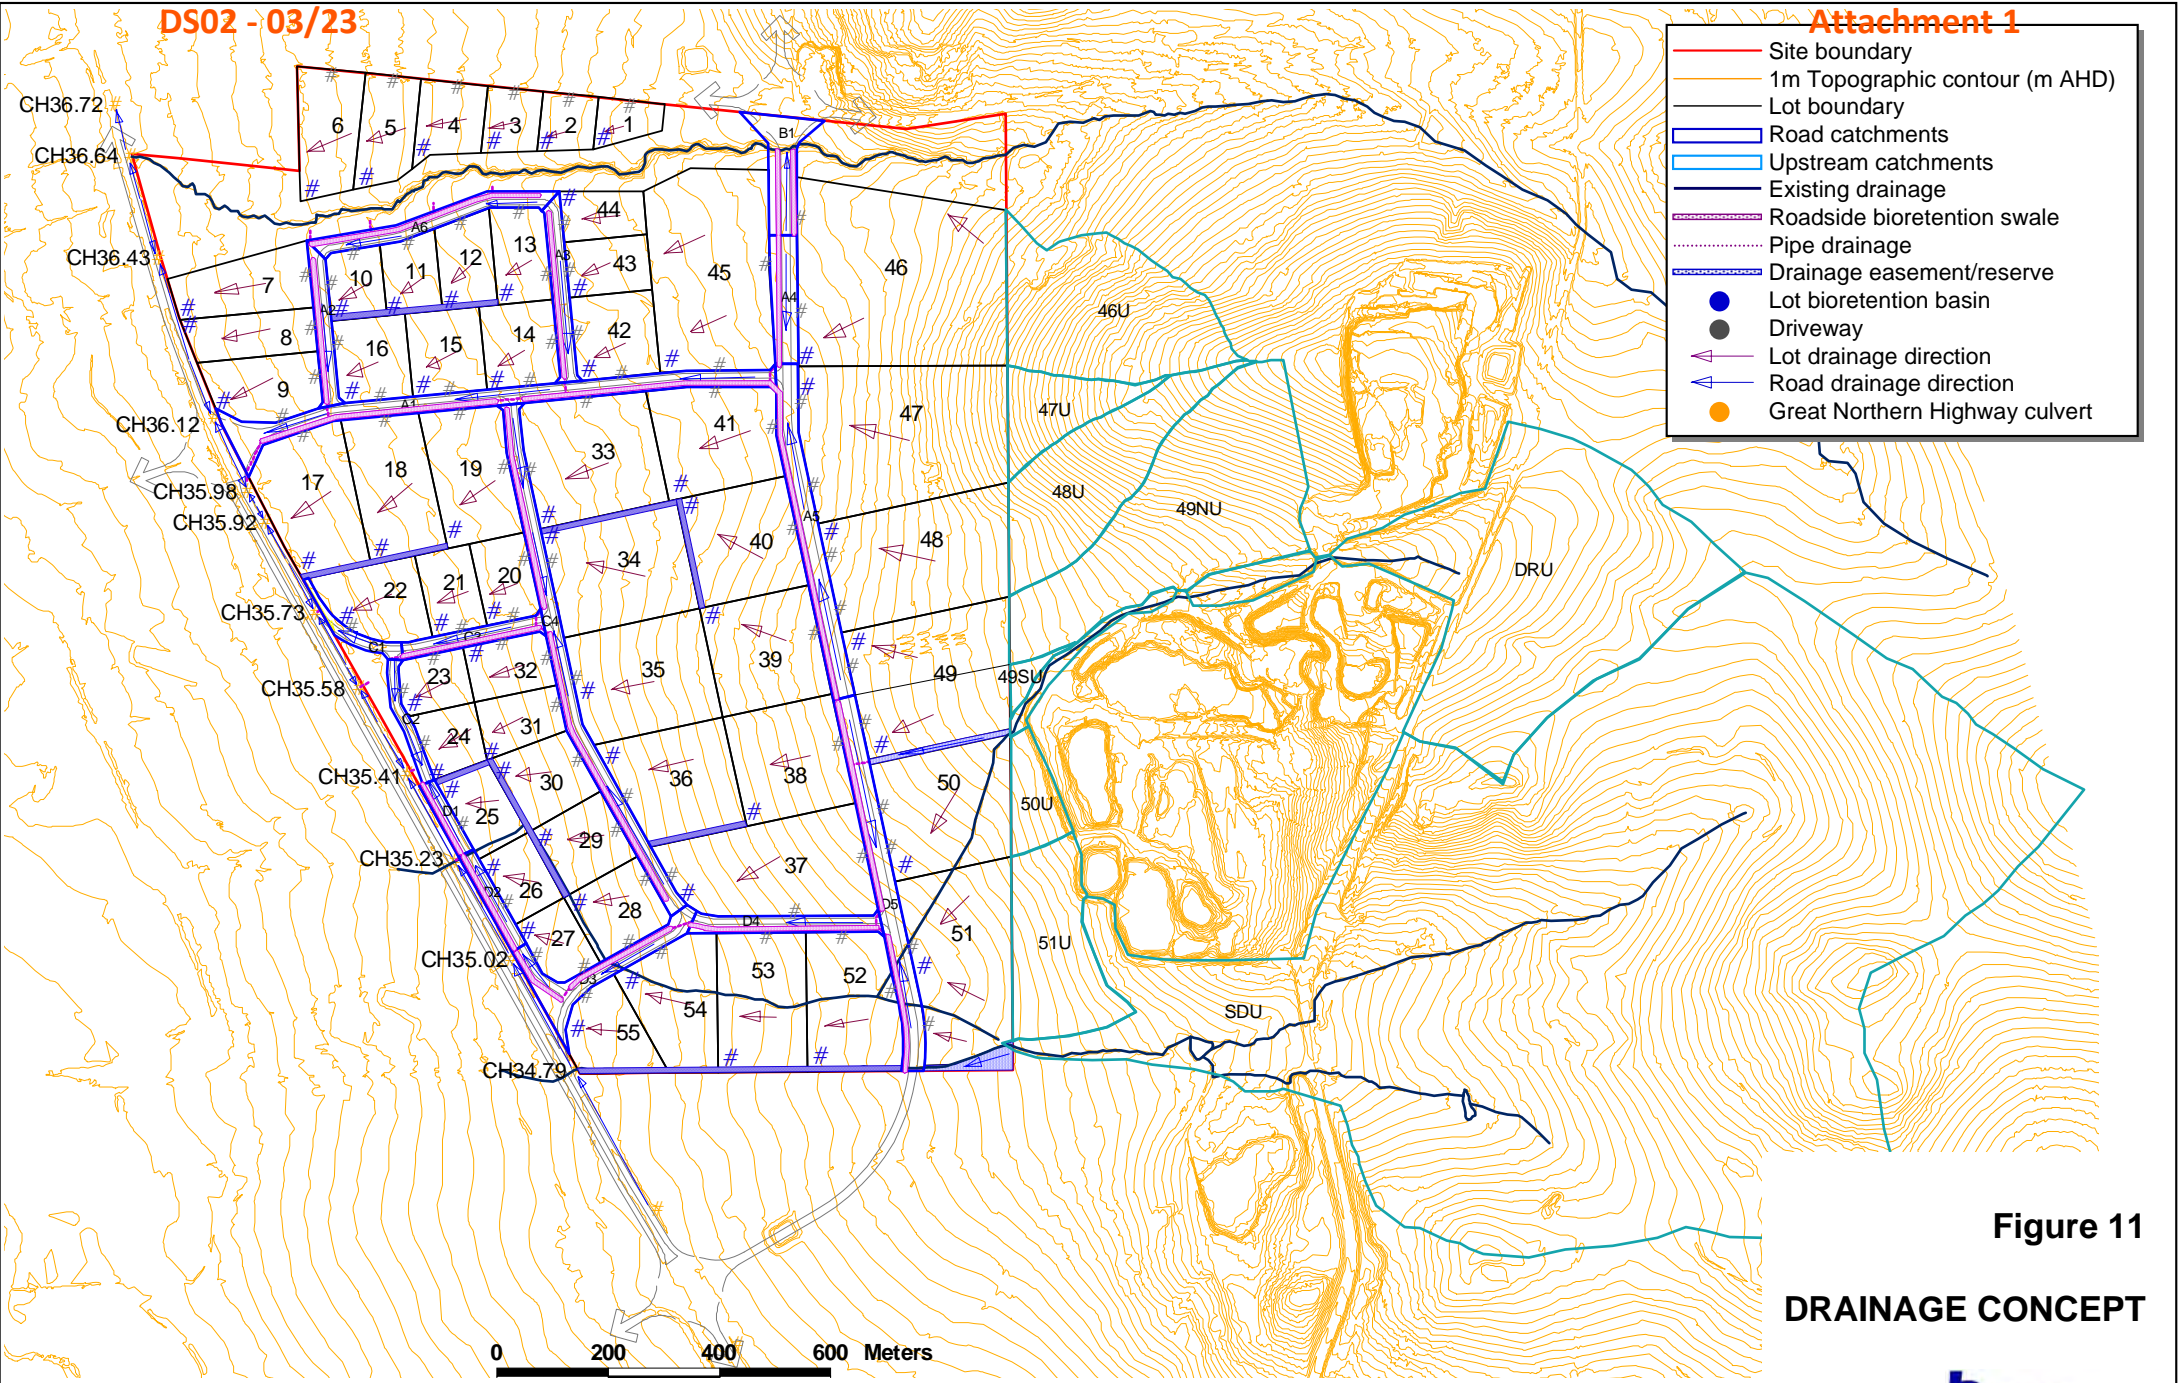 DS02 - 03/23
Attachment 1
Site boundary
1m Topographic contour (m AHD)
Lot boundary
Road catchments
Upstream catchments
Existing drainage
Roadside bioretention swale
Pipe drainage
Drainage easement/reserve
Lot bioretention basin
Driveway
Lot drainage direction
Road drainage direction
Great Northern Highway culvert
CH36.72
CH36.64
CH36.43
CH36.12
CH35.98
CH35.92
CH35.73
CH35.58
CH35.41
CH35.23
CH35.02
CH34.79
6
5
4
3
2
1
B1
44
13
12
11
10
A6
A3
43
45
46
7
A2
A4
8
16
15
14
42
9
A1
41
47
17
18
19
33
A5
48
40
34
22
21
20
C4
C3
C1
39
35
49
23
32
C2
24
31
36
38
50
30
25
D1
29
37
26
D2
28
D4
D5
51
27
D3
53
52
54
55
46U
47U
48U
49NU
49SU
50U
51U
DRU
SDU
0 200 400 600 Meters
Figure 11
DRAINAGE CONCEPT